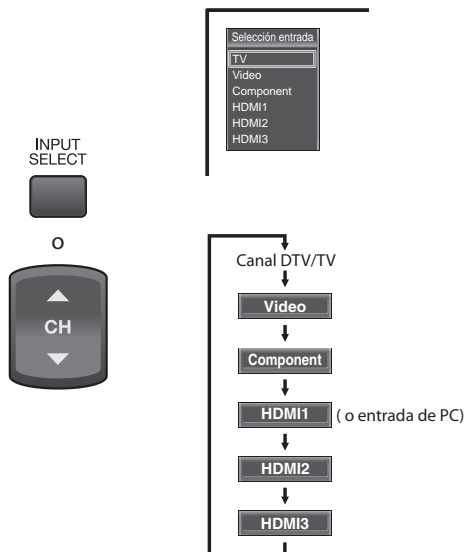 Selección entrada
TV
Video
Component
HDMI1
HDMI2
HDMI3
INPUT
SELECT
o
CH
Canal DTV/TV
Video
Component
HDMI1 ( o entrada de PC)
HDMI2
HDMI3